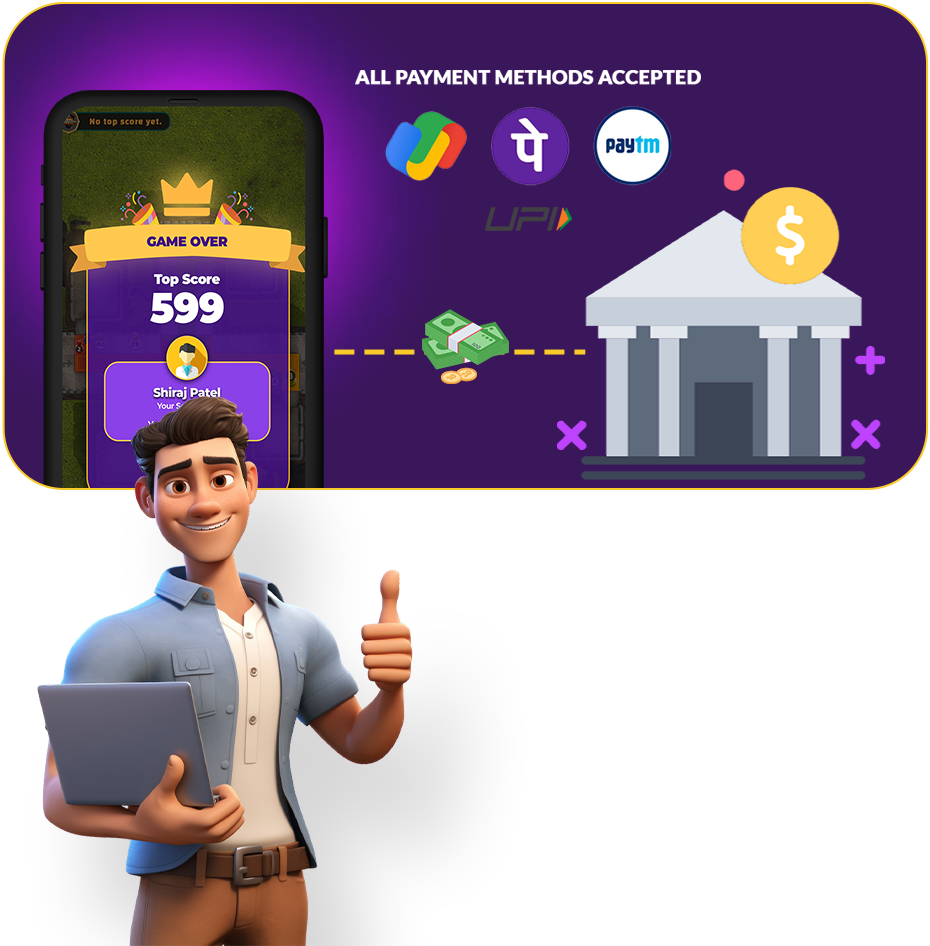 ALL PAYMENT METHODS ACCEPTED
पे
paytm
UPI
No top score yet.
GAME OVER
Top Score
599
Shiraj Patel
Your S
$